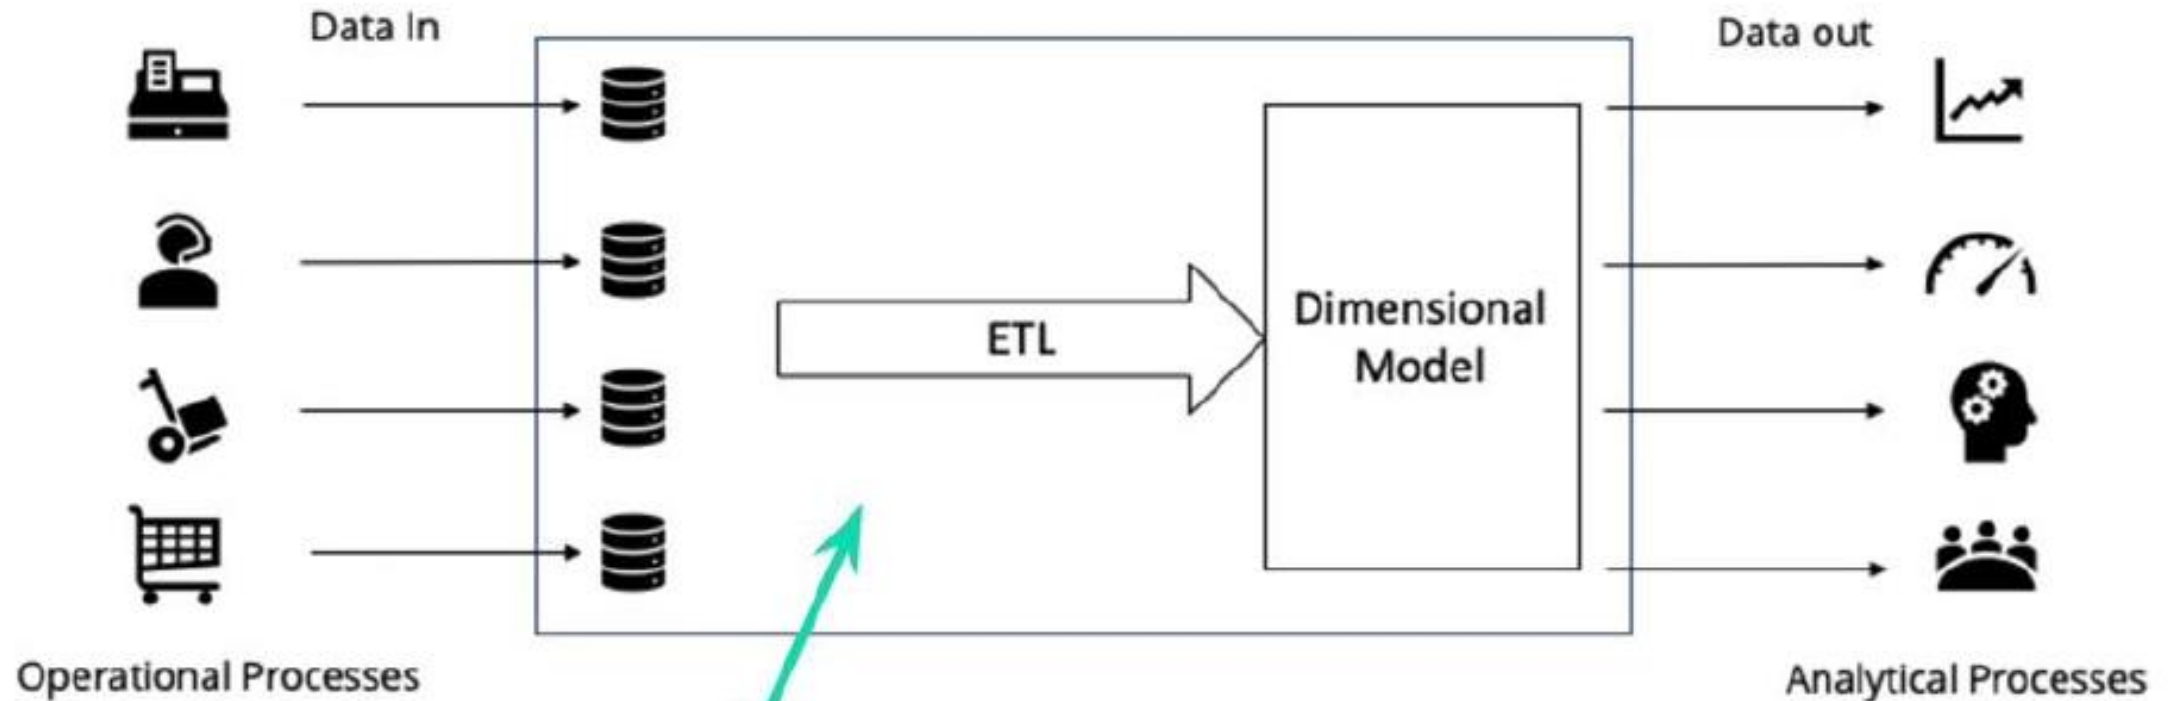 Data In
Data out
ETL
Dimensional
Model
Operational Processes
Analytical Processes